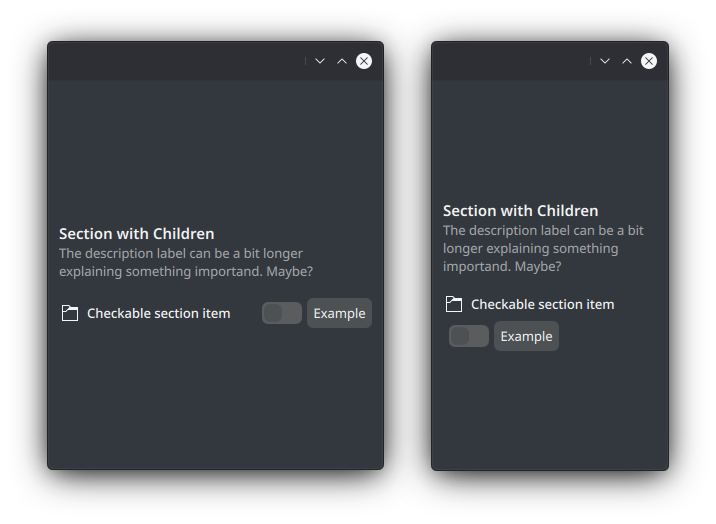 Section with Children
The description label can be a bit longer
explaining something importand. Maybe?
Checkable section item
Example
Section with Children
The description label can be a bit
longer explaining something
importand. Maybe?
Checkable section item
Example